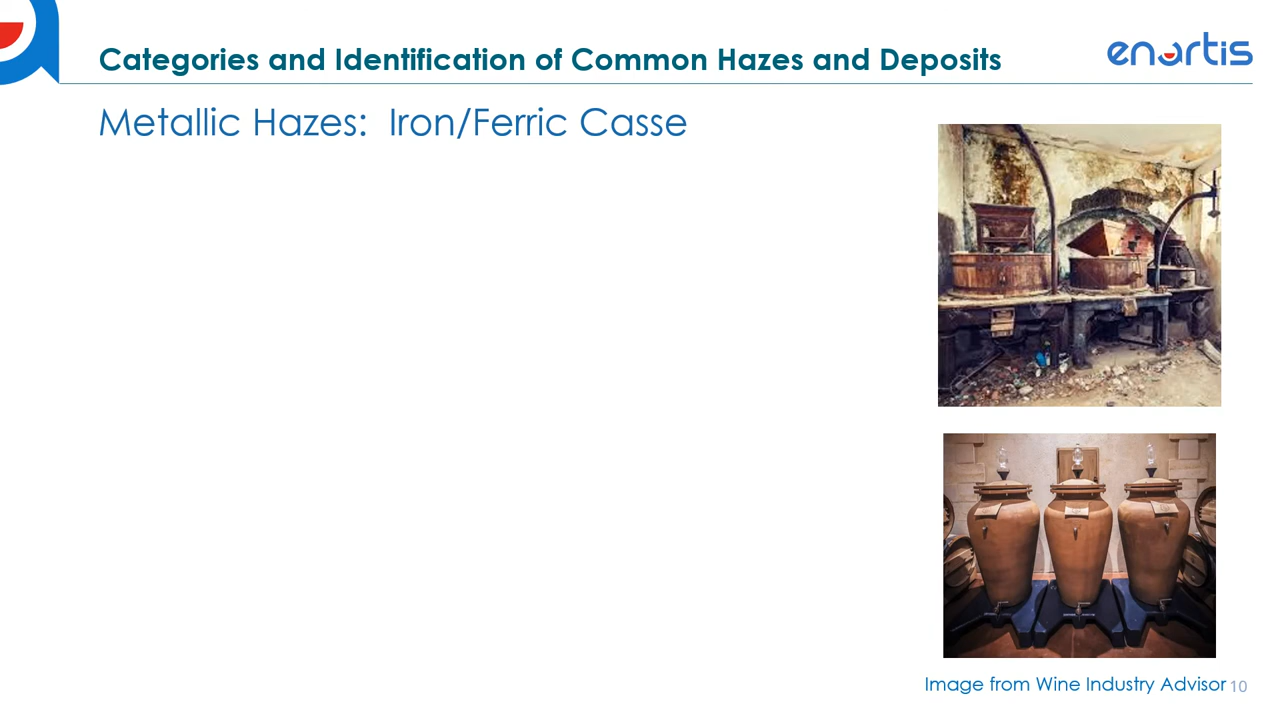 Categories and Identification of Common Hazes and Deposits
enartis
Metallic Hazes: Iron/Ferric Casse
Image from Wine Industry Advisor
10